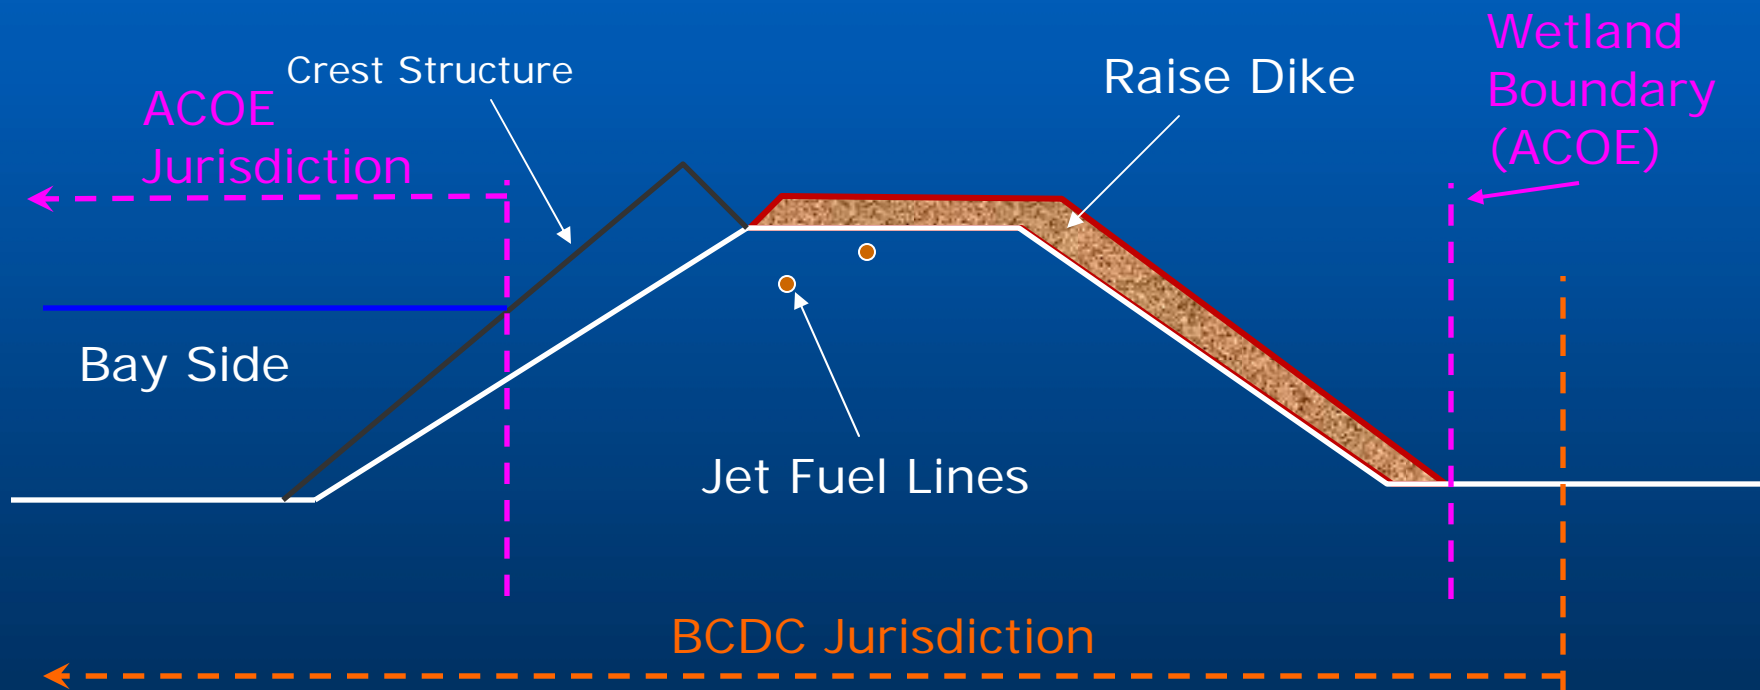 Crest Structure
ACOE
Jurisdiction
Raise Dike
Wetland
Boundary
(ACOE)
Bay Side
Jet Fuel Lines
BCDC Jurisdiction